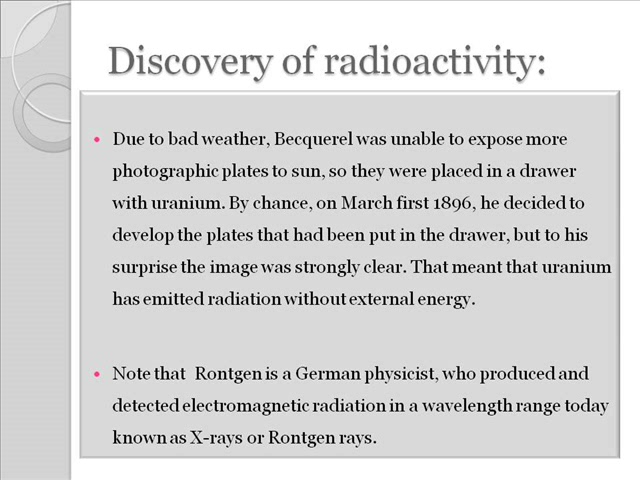 Discovery of radioactivity:
• Due to bad weather, Becquerel was unable to expose more
photographic plates to sun, so they were placed in a drawer
with uranium. By chance, on March first 1896, he decided to
develop the plates that had been put in the drawer, but to his
surprise the image was strongly clear. That meant that uranium
has emitted radiation without external energy.
• Note that Rontgen is a German physicist, who produced and
detected electromagnetic radiation in a wavelength range today
known as X-rays or Rontgen rays.